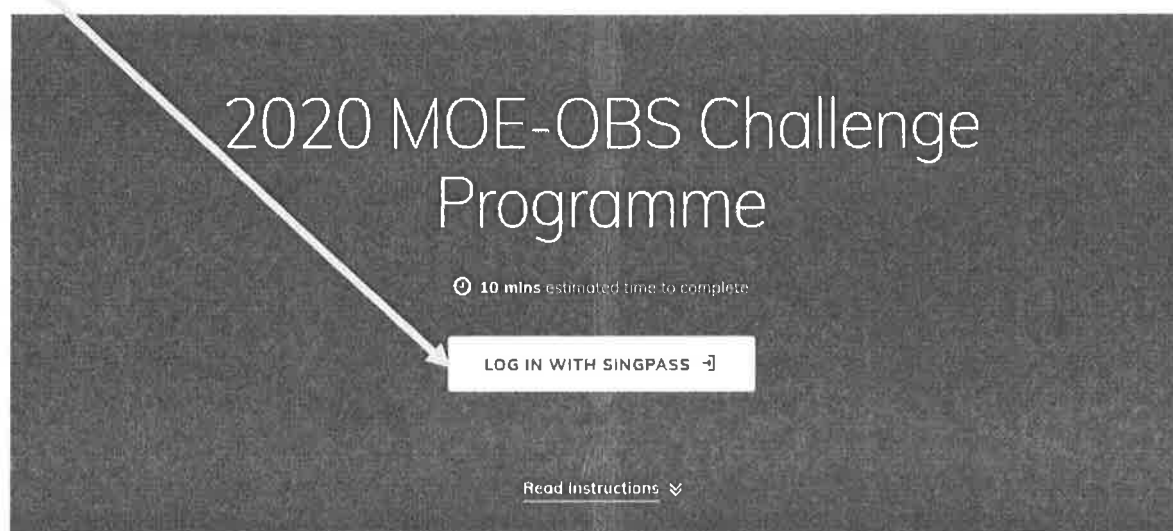 2020 MOE-OBS Challenge
Programme
10 mins estimated time to complete
LOG IN WITH SINGPASS
Read Instructions